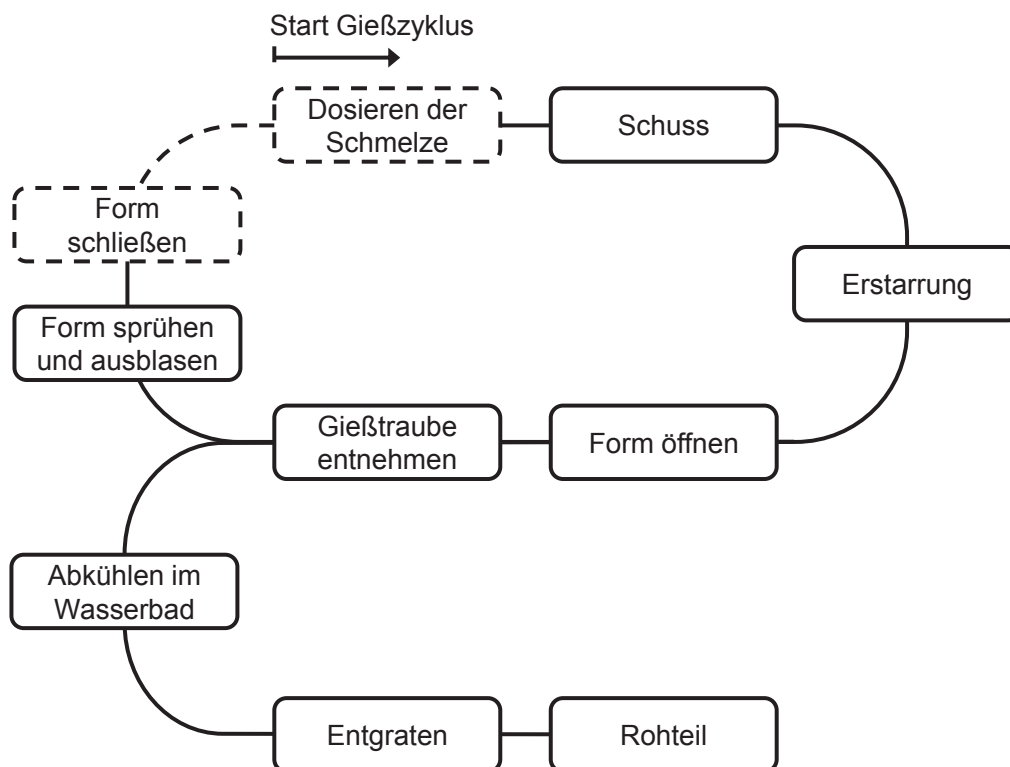 Start Gießzyklus
Dosieren der
Schmelze
Schuss
Form
schließen
Erstarrung
Form sprühen
und ausblasen
Gießtraube
entnehmen
Form öffnen
Abkühlen im
Wasserbad
Entgraten
Rohteil